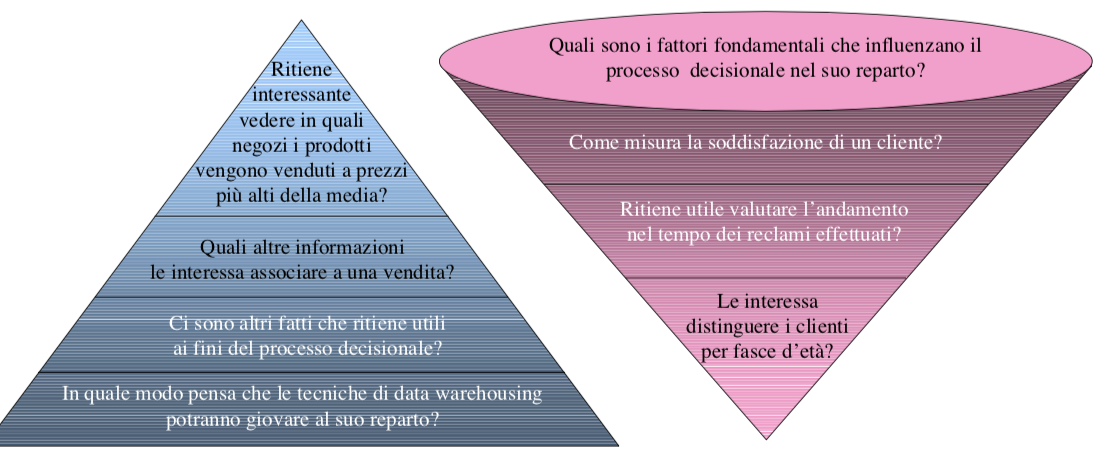 Ritiene
interessante
vedere in quali
negozi i prodotti
vengono venduti a prezzi
più alti della media?
Quali altre informazioni
le interessa associare a una vendita?
Ci sono altri fatti che ritiene utili
ai fini del processo decisionale?
In quale modo pensa che le tecniche di data warehousing
potranno giovare al suo reparto?
Quali sono i fattori fondamentali che influenzano il
processo decisionale nel suo reparto?
Come misura la soddisfazione di un cliente?
Ritiene utile valutare l’andamento
nel tempo dei reclami effettuati?
Le interessa
distinguere i clienti
per fasce d’età?